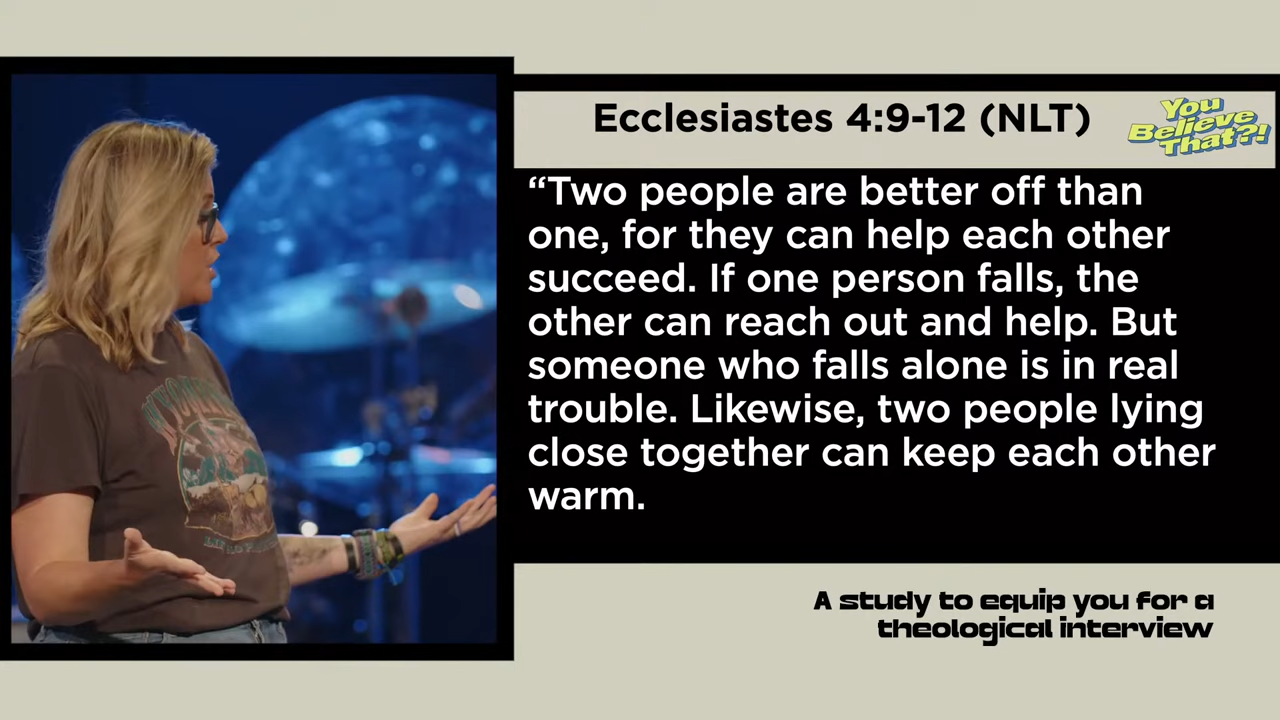 Ecclesiastes 4:9-12 (NLT)
You
Believe
That?!
“Two people are better off than
one, for they can help each other
succeed. If one person falls, the
other can reach out and help. But
someone who falls alone is in real
trouble. Likewise, two people lying
close together can keep each other
warm.
A study to equip you for a
theological interview